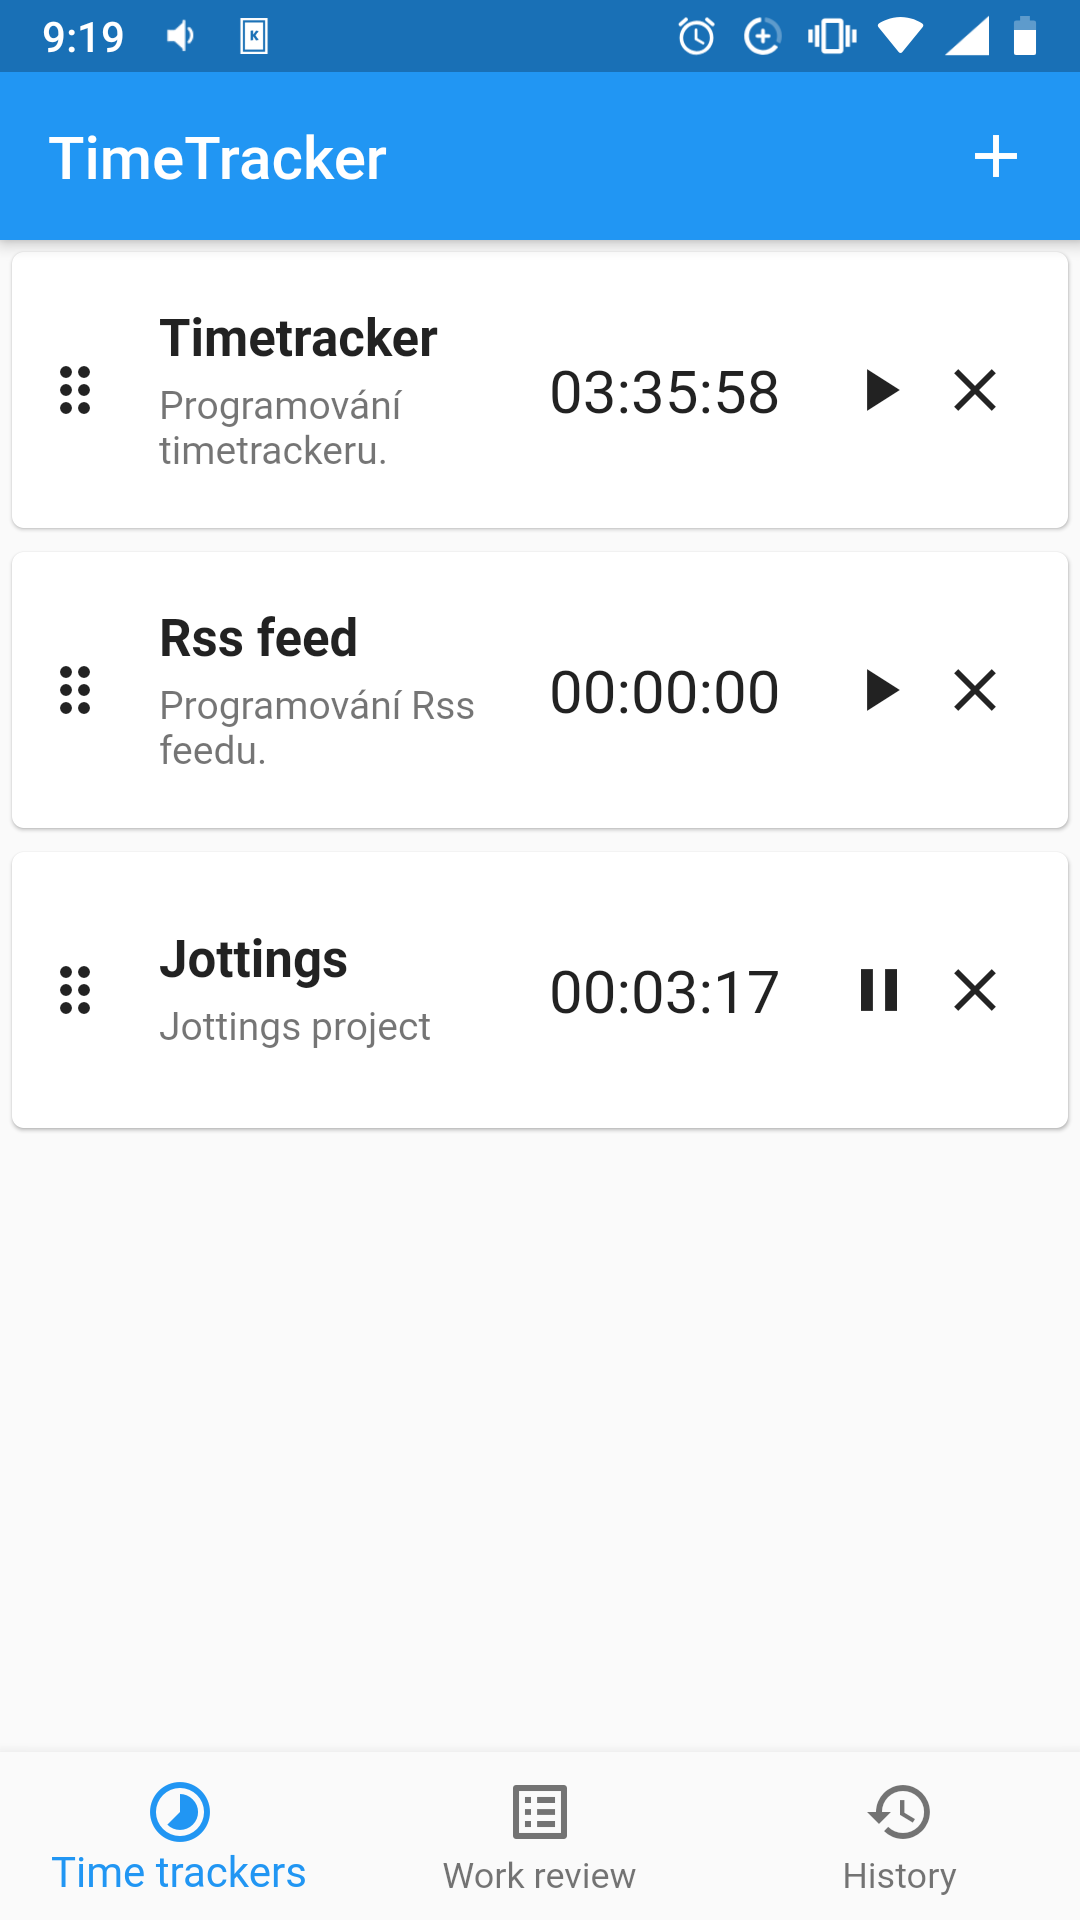 9:19
K
TimeTracker
Timetracker
Programování
timetrackeru.
03:35:58
Rss feed
Programování Rss
feedu.
00:00:00
Jottings
Jottings project
00:03:17
Time trackers
Work review
History